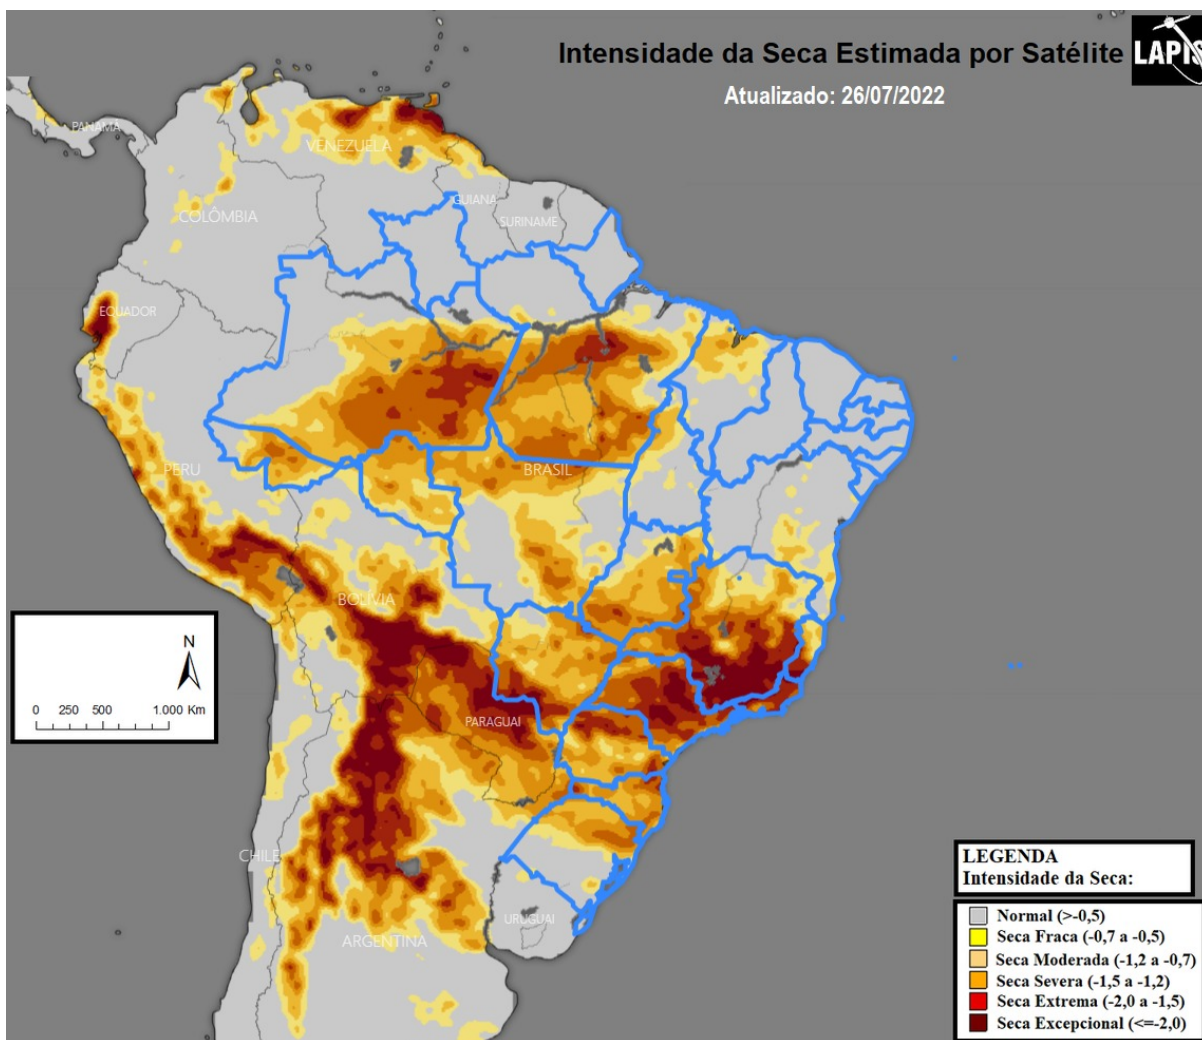 Intensidade da Seca Estimada por Satélite
LAPIS
Atualizado: 26/07/2022
PANAMÁ
VENEZUELA
GUIANA
SURINAME
COLÔMBIA
EQUADOR
PERU
BRASIL
BOLÍVIA
PARAGUAI
CHILE
ARGENTINA
URUGUAI
N
0 250 500 1.000 Km
LEGENDA
Intensidade da Seca:
Normal (>-0,5)
Seca Fraca (-0,7 a -0,5)
Seca Moderada (-1,2 a -0,7)
Seca Severa (-1,5 a -1,2)
Seca Extrema (-2,0 a -1,5)
Seca Excepcional (<=-2,0)